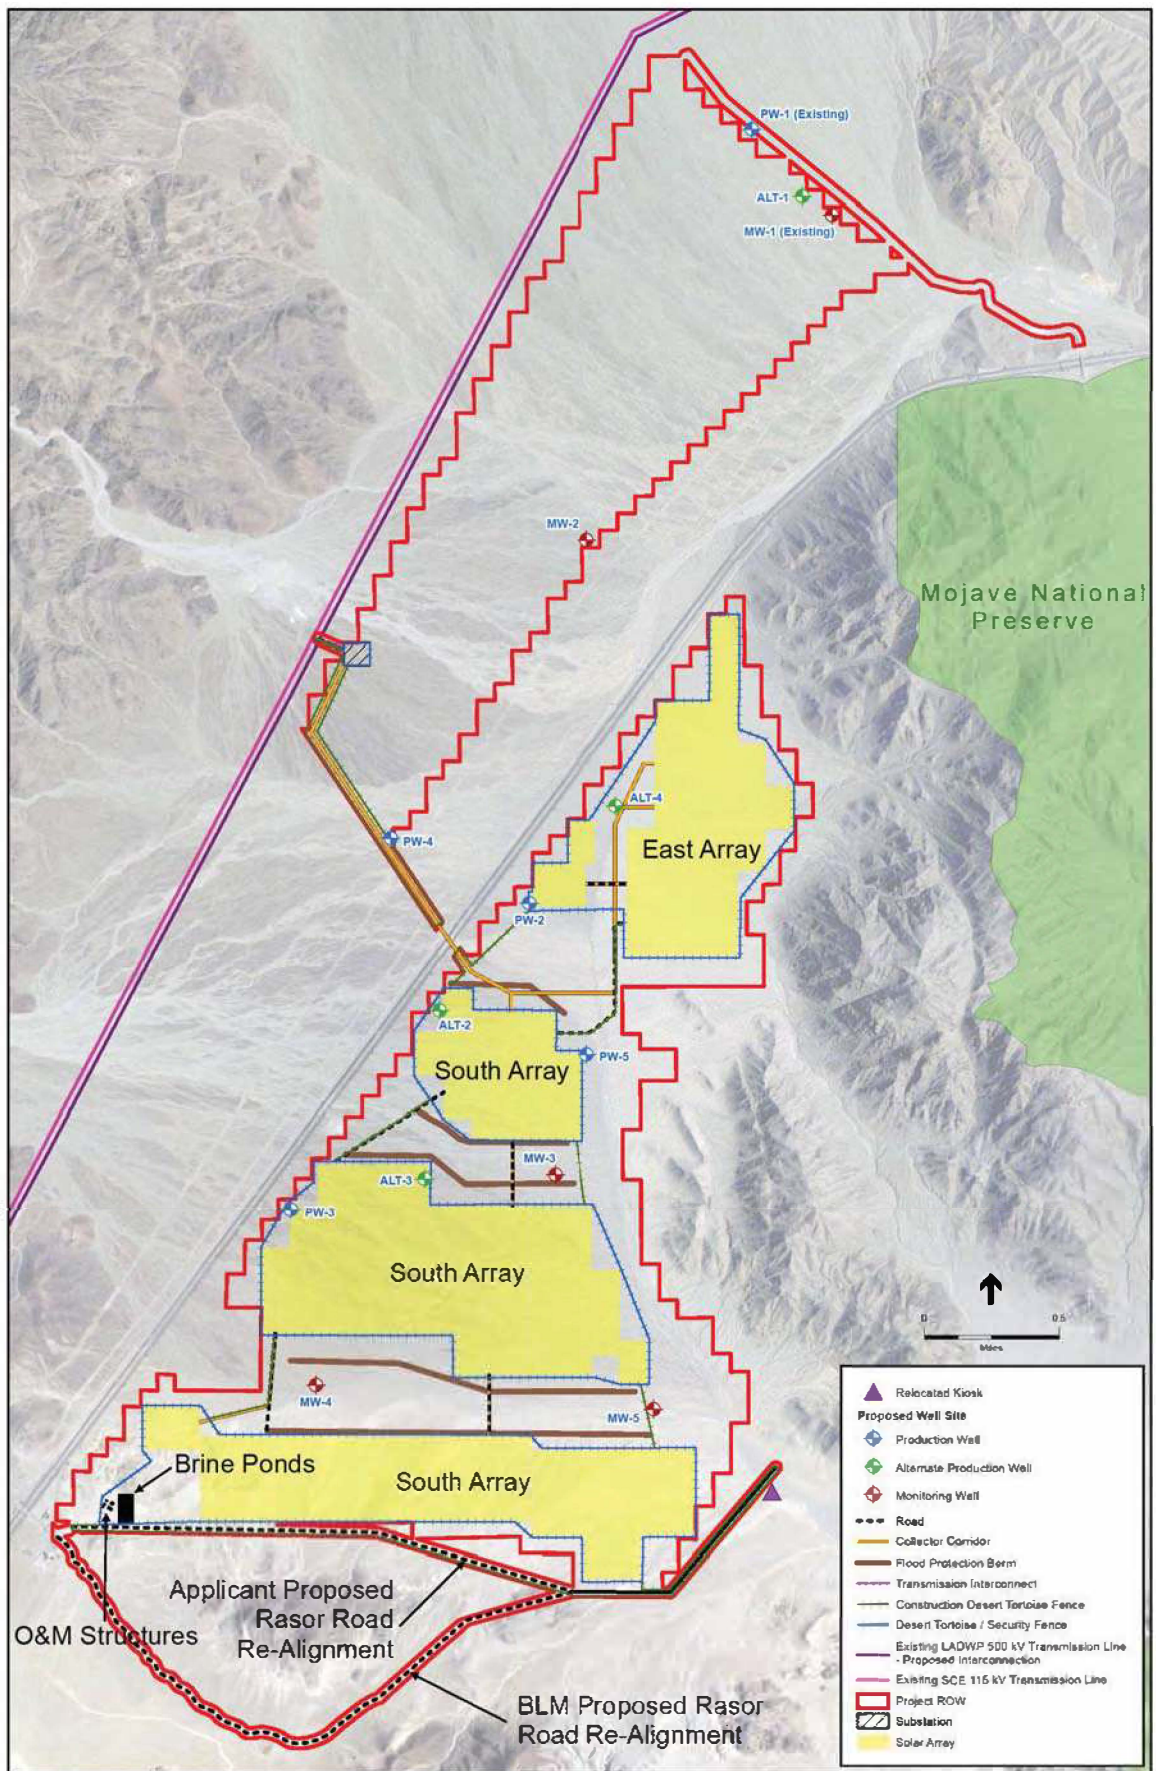 PW-1 (Existing)
ALT-1
MW-1 (Existing)
MW-2
Mojave National
Preserve
ALT-4
PW-4
East Array
PW-2
ALT-2
PW-5
South Array
MW-3
ALT-3
PW-3
South Array
0 0.5
Miles
MW-4
MW-5
Brine Ponds
South Array
Applicant Proposed
Rasor Road
Re-Alignment
O&M Structures
BLM Proposed Rasor
Road Re-Alignment
Relocated Kiosk
Proposed Well Site
Production Well
Alternate Production Well
Monitoring Well
Road
Collector Corridor
Flood Protection Berm
Transmission Interconnect
Construction Desert Tortoise Fence
Desert Tortoise / Security Fence
Existing LADWP 500 kV Transmission Line
- Proposed Interconnection
Existing SCE 115 kV Transmission Line
Project ROW
Substation
Solar Array